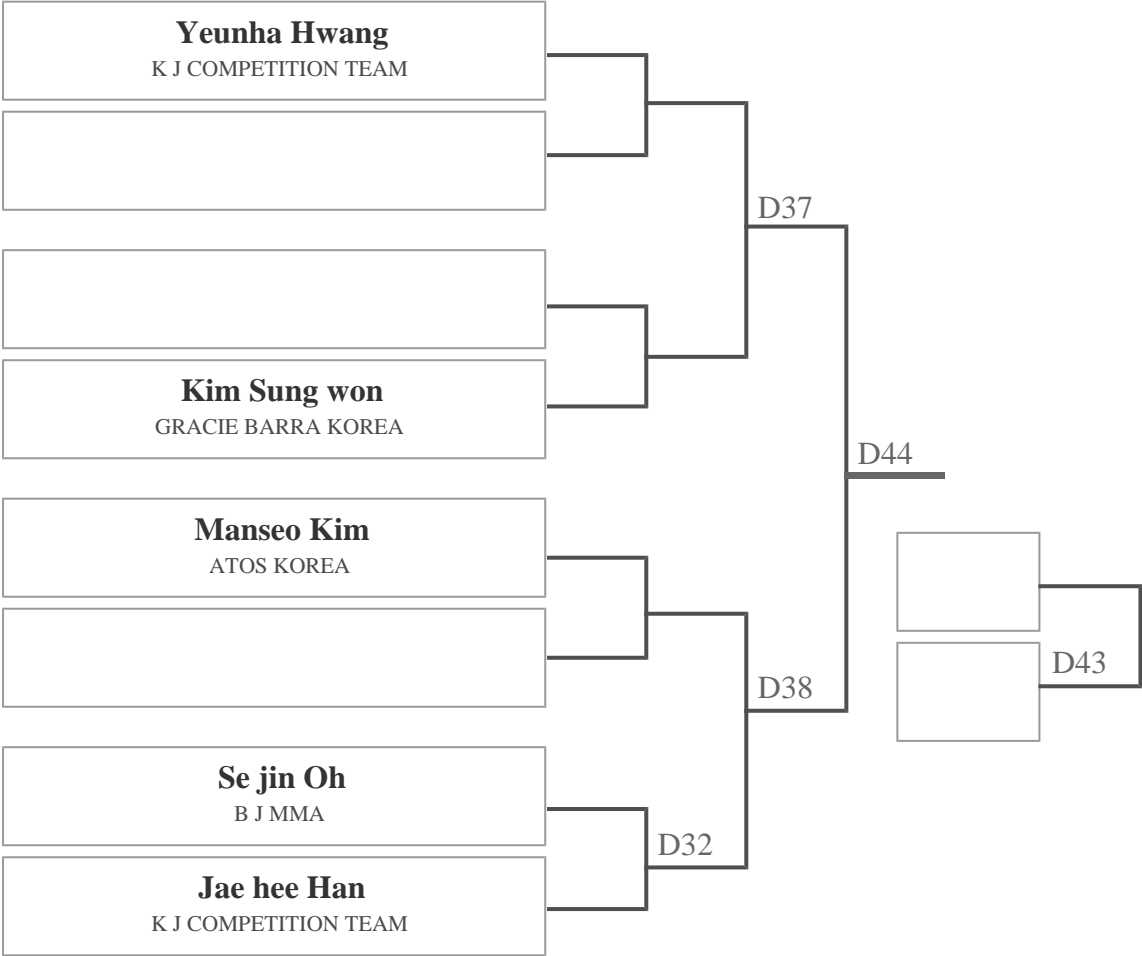 Yeunha Hwang
K J COMPETITION TEAM
D37
Kim Sung won
GRACIE BARRA KOREA
D44
Manseo Kim
ATOS KOREA
D43
D38
Se jin Oh
B J MMA
D32
Jae hee Han
K J COMPETITION TEAM